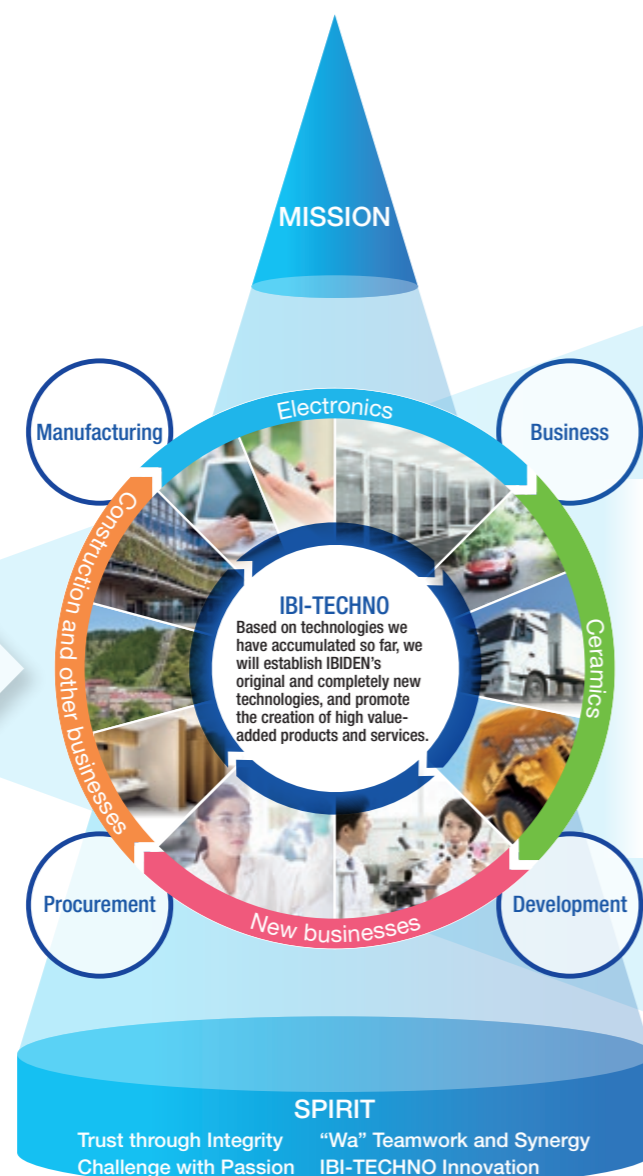 MISSION
Electronics
Manufacturing
Business
Construction and other businesses
Ceramics
IBI-TECHNO
Based on technologies we
have accumulated so far, we
will establish IBIDEN's
original and completely new
technologies, and promote
the creation of high value-
added products and services.
Procurement
New businesses
Development
SPIRIT
Trust through Integrity
"Wa" Teamwork and Synergy
Challenge with Passion
IBI-TECHNO Innovation